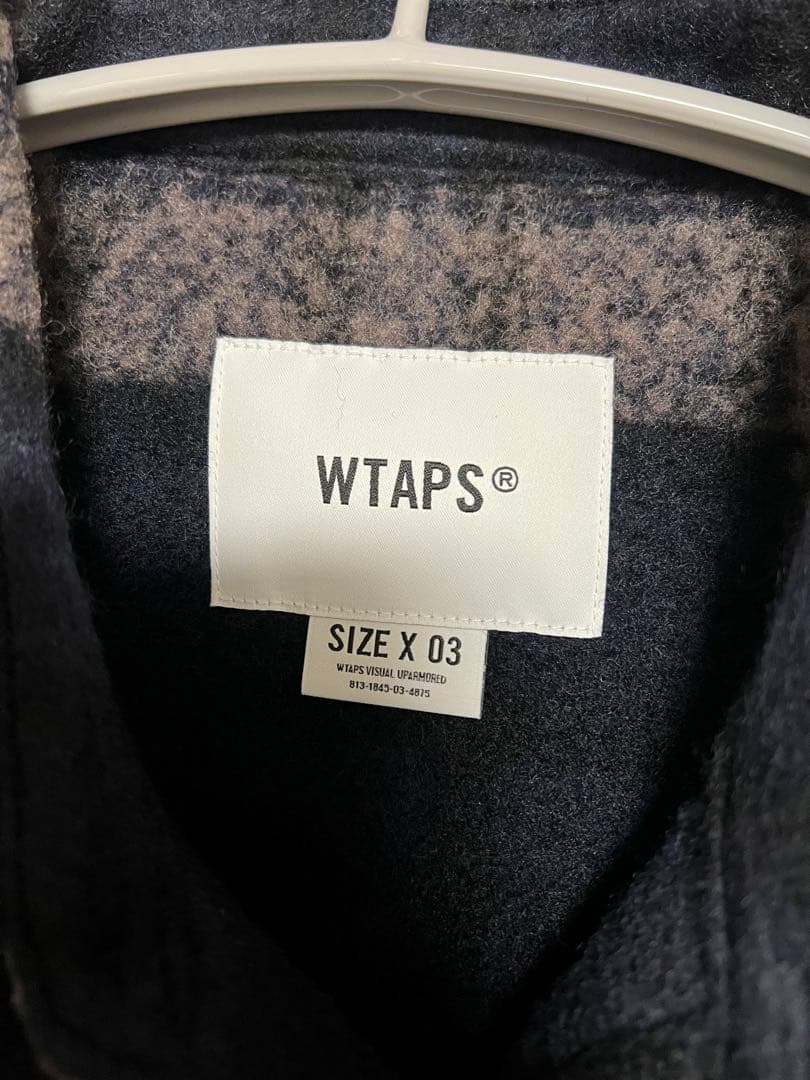 WTAPS®
SIZE X 03
WTAPS VISUAL UPARMORED
813-1845-03-4875